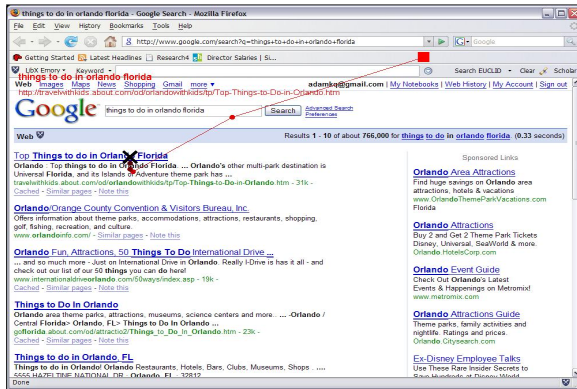 things to do in orlando florida - Google Search - Mozilla Firefox
File Edit View History Bookmarks Tools Help
http://www.google.com/search?q=things+to+do+in+orlando+florida
Google
Getting Started Latest Headlines Research4 Director Salaries | SL...
LibX Emory Keyword Search EUCLID Clear Scholar
things to do in orlando florida
Web Images Maps News Shopping Gmail more adamkq@gmail.com | My Notebooks | Web History | My Account | Sign out
http://travelwithkids.about.com/od/orlandowithkids/tp/Top-Things-to-Do-in-Orlando.htm
Google things to do in orlando florida Search Advanced Search
Preferences
Web Results 1 - 10 of about 766,000 for things to do in orlando florida. (0.33 seconds)
Top Things to do in Orlando Florida
Orlando : Top things to do in Orlando Florida. ... Orlando's other multi-park destination is
Universal Florida, and its Islands of Adventure theme park has ...
travelwithkids.about.com/od/orlandowithkids/tp/Top-Things-to-Do-in-Orlando.htm - 31k -
Cached - Similar pages - Note this
Orlando/Orange County Convention & Visitors Bureau, Inc.
Offers information about theme parks, accommodations, attractions, restaurants, shopping,
golf, fishing, recreation, and culture.
www.orlandoinfo.com/ - Similar pages - Note this
Orlando Fun, Attractions, 50 Things To Do International Drive ...
... and so much more - Just on International Drive in Orlando. Really I-Drive is has it all - and
check out our list of our 50 things you can do here!
www.internationaldriveorlando.com/50ways/index.asp - 19k -
Cached - Similar pages - Note this
Things to Do In Orlando
Orlando area theme parks, attractions, museums, science centers and more.. ... -Orlando /
Central Florida> Orlando, FL> Things to Do In Orlando ...
goflorida.about.com/od/attractio2/Things_to_Do_In_Orlando.htm - 23k -
Cached - Similar pages - Note this
Things to do in Orlando, FL
Things to do in Orlando! Orlando Restaurants, Hotels, Bars, Clubs, Museums, Shops . ....
5555 HAZELTINE NATIONAL DR., Orlando, FL - 32812
Sponsored Links
Orlando Area Attractions
Find huge savings on Orlando area
attractions, hotels & vacations
www.OrlandoThemeParkVacations.com
Florida
Orlando Attractions
Buy 2 and Get 2 Theme Park Tickets
Disney, Universal, SeaWorld & more.
Orlando.HotelsCorp.com
Orlando Event Guide
Check Out Orlando's Latest
Events & Happenings on Metromix!
www.metromix.com
Orlando Attractions Guide
Theme parks, family activities and
nightlife. Ratings and prices.
Orlando.Citysearch.com
Ex-Disney Employee Talks
Use These Rare Insider Secrets to
Save Hundreds at Disney World
Done